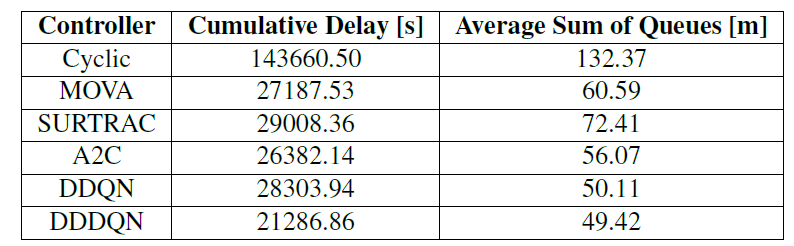 Controller Cumulative Delay [s] Average Sum of Queues [m]
Cyclic 143660.50 132.37
MOVA 27187.53 60.59
SURTRAC 29008.36 72.41
A2C 26382.14 56.07
DDQN 28303.94 50.11
DDDQN 21286.86 49.42